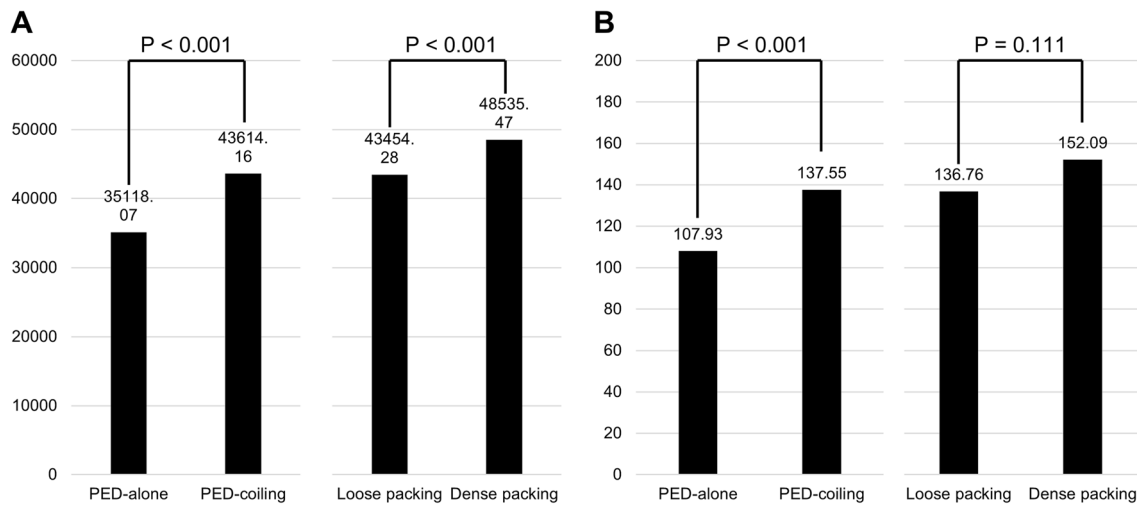 A
P < 0.001
P < 0.001
60000
50000
40000
30000
20000
10000
0
35118.
07
43614.
16
43454.
28
48535.
47
PED-alone
PED-coiling
Loose packing
Dense packing
B
P < 0.001
P = 0.111
200
180
160
140
120
100
80
60
40
20
0
107.93
137.55
136.76
152.09
PED-alone
PED-coiling
Loose packing
Dense packing